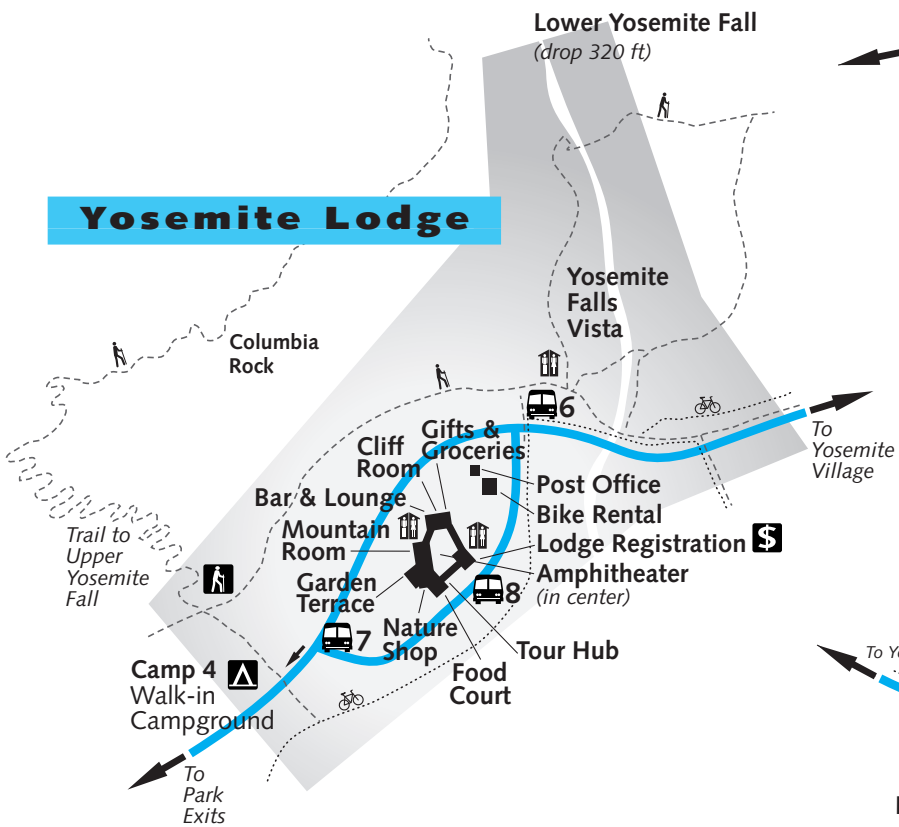 Lower Yosemite Fall
(drop 320 ft)
Yosemite Lodge
Yosemite
Falls
Vista
Columbia
Rock
6
To
Yosemite
Village
Gifts &
Groceries
Cliff
Room
Bar & Lounge
Mountain
Room
Garden
Terrace
Post Office
Bike Rental
Lodge Registration $
Amphitheater
(in center)
8
Trail to
Upper
Yosemite
Fall
7
Nature
Shop
Tour Hub
Food
Court
Camp 4
Walk-in
Campground
To
Park
Exits